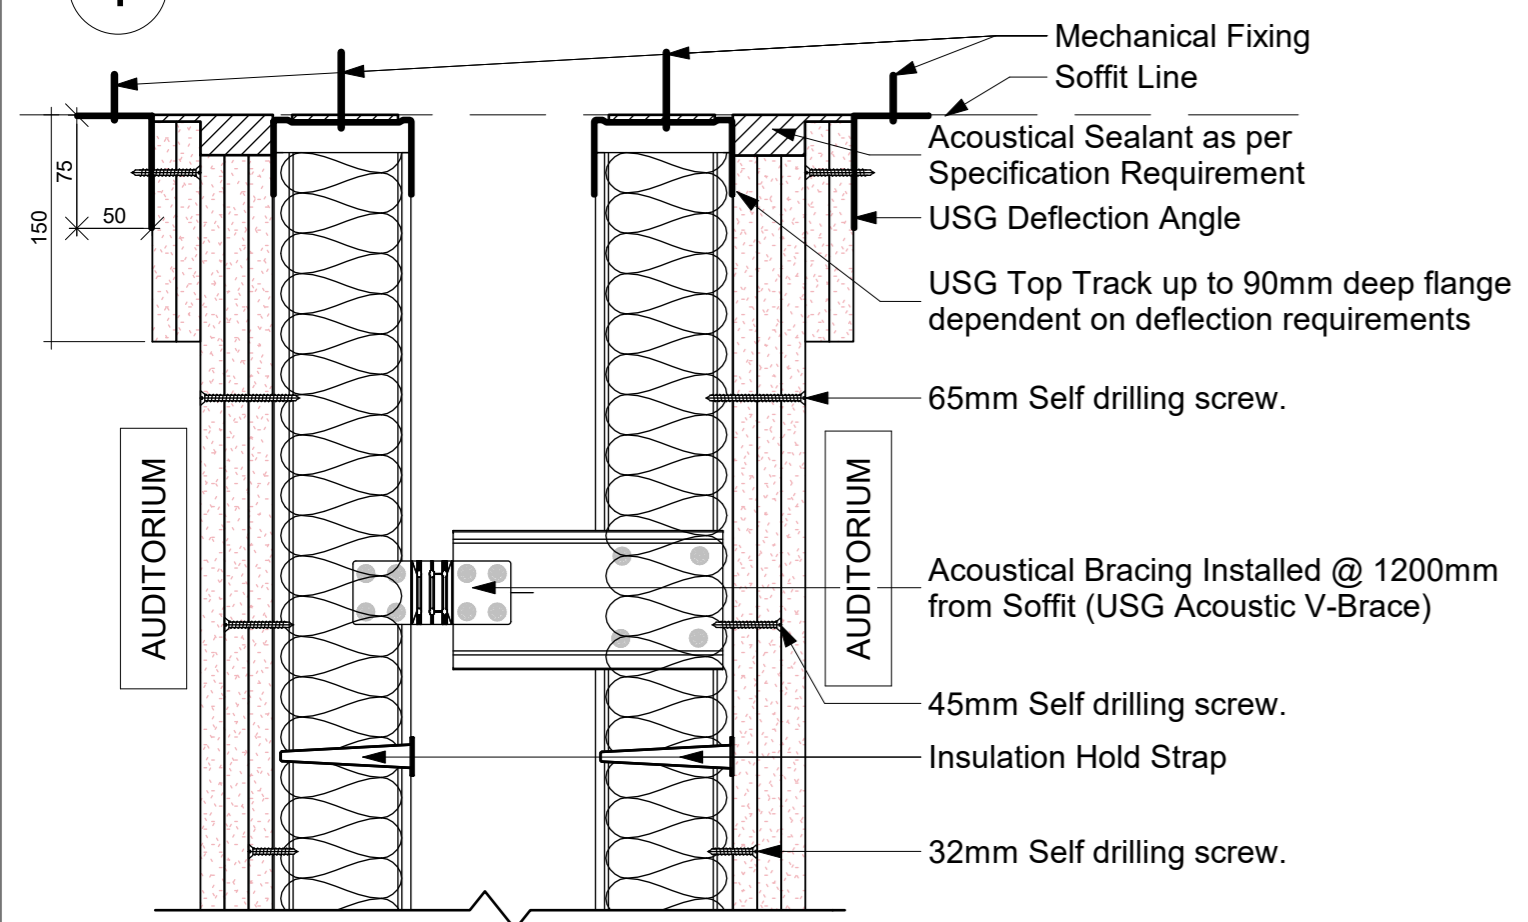 Mechanical Fixing
Soffit Line
Acoustical Sealant as per
Specification Requirement
USG Deflection Angle
USG Top Track up to 90mm deep flange
dependent on deflection requirements
65mm Self drilling screw.
Acoustical Bracing Installed @ 1200mm
from Soffit (USG Acoustic V-Brace)
45mm Self drilling screw.
Insulation Hold Strap
32mm Self drilling screw.
75
50
150
AUDITORIUM
AUDITORIUM